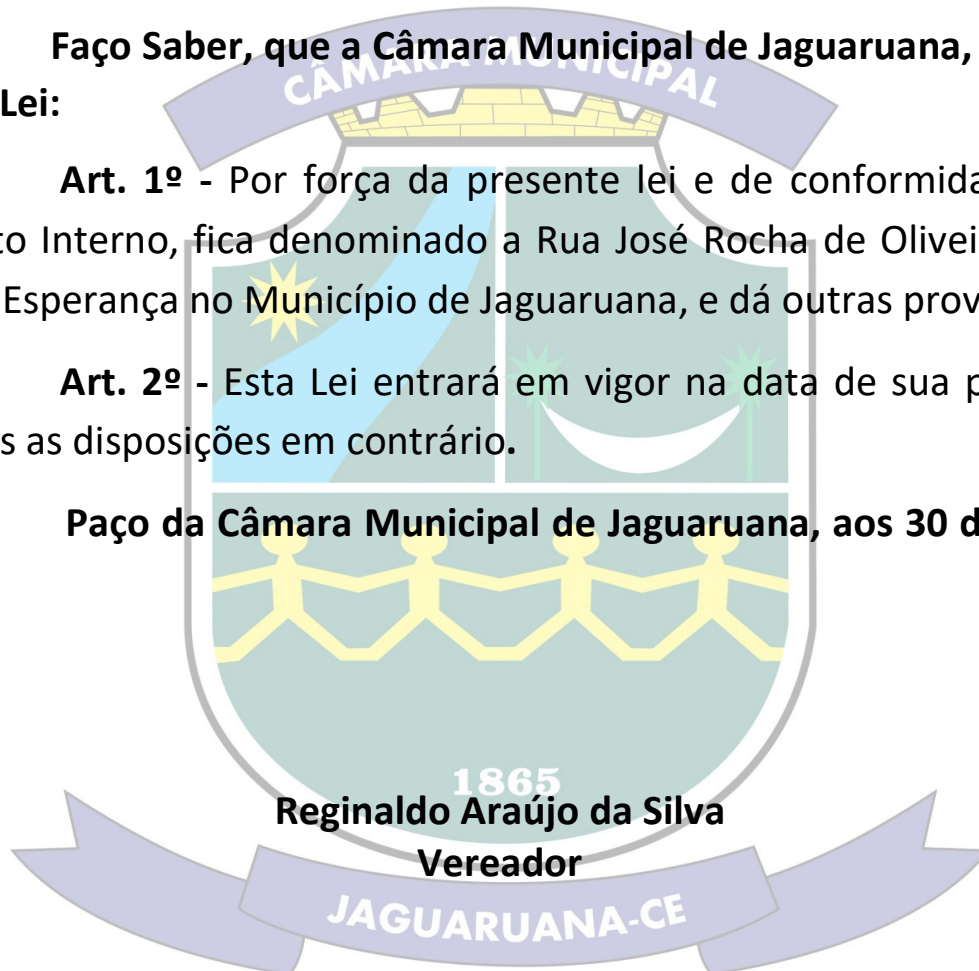 CÂMARA MUNICIPAL
Faço Saber, que a Câmara Municipal de Jaguaruana,
Lei:
Art. 1º - Por força da presente lei e de conformida
to Interno, fica denominado a Rua José Rocha de Olivei
Esperança no Município de Jaguaruana, e dá outras prov
Art. 2º - Esta Lei entrará em vigor na data de sua p
s as disposições em contrário.
Paço da Câmara Municipal de Jaguaruana, aos 30 d
1865
Reginaldo Araújo da Silva
Vereador
JAGUARUANA-CE